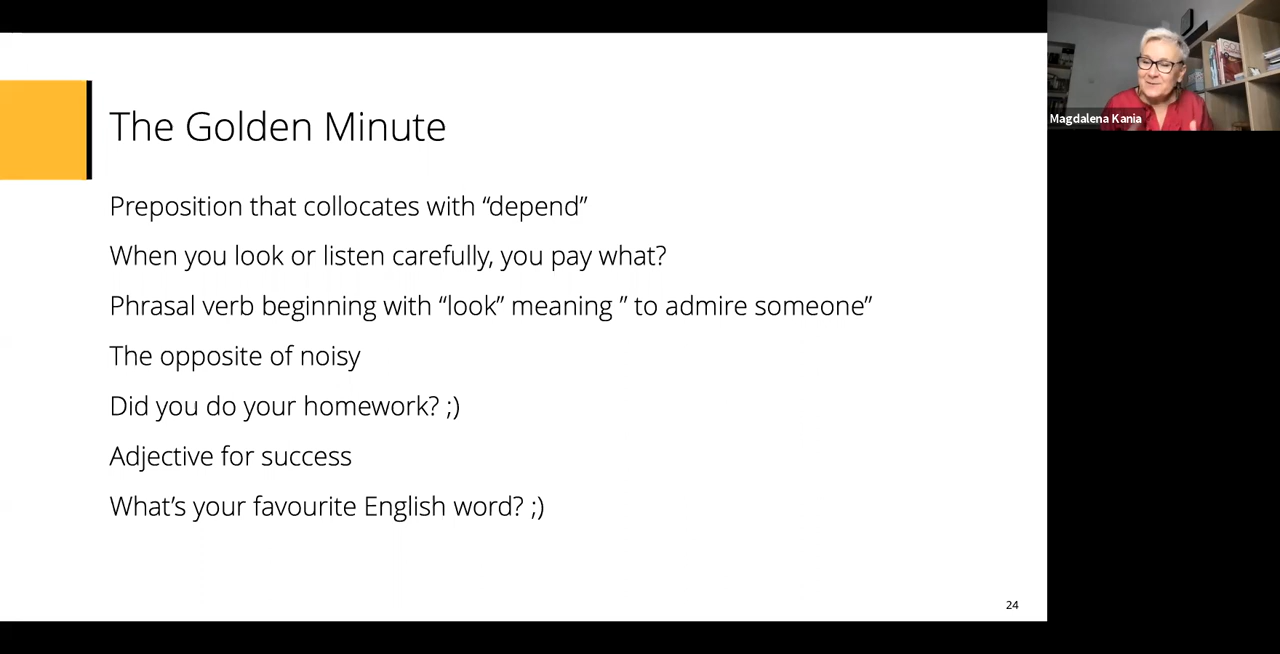 The Golden Minute
Preposition that collocates with “depend”
When you look or listen carefully, you pay what?
Phrasal verb beginning with “look” meaning ” to admire someone”
The opposite of noisy
Did you do your homework? ;)
Adjective for success
What’s your favourite English word? ;)
24
Magdalena Kania